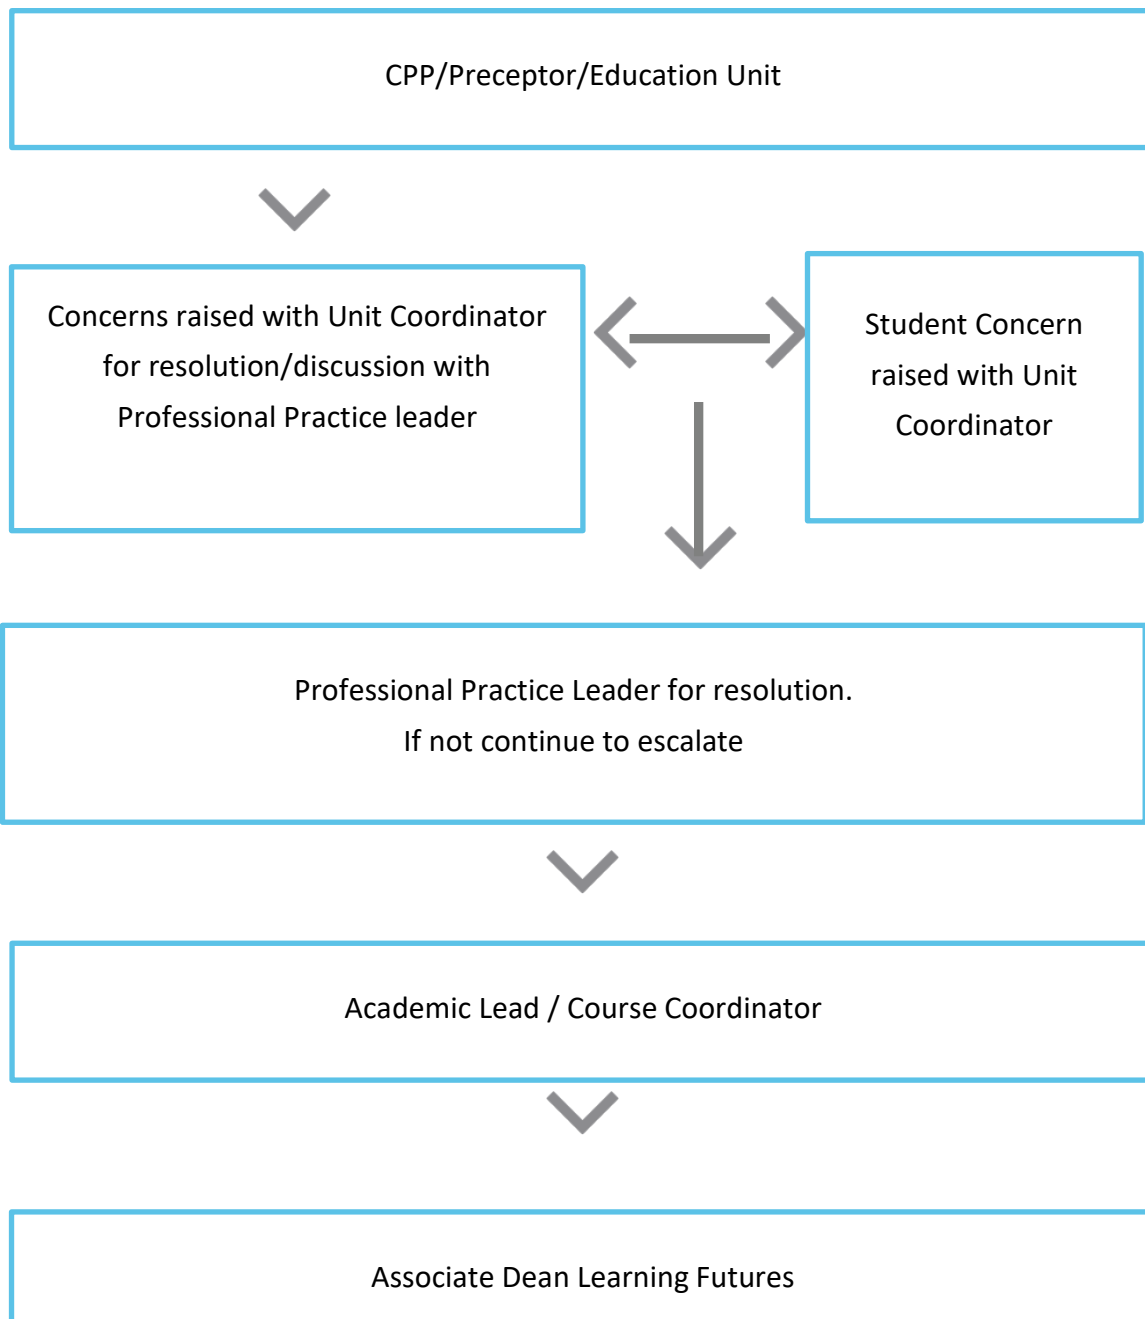 CPP/Preceptor/Education Unit
Concerns raised with Unit Coordinator
for resolution/discussion with
Professional Practice leader
Student Concern
raised with Unit
Coordinator
Professional Practice Leader for resolution.
If not continue to escalate
Academic Lead / Course Coordinator
Associate Dean Learning Futures